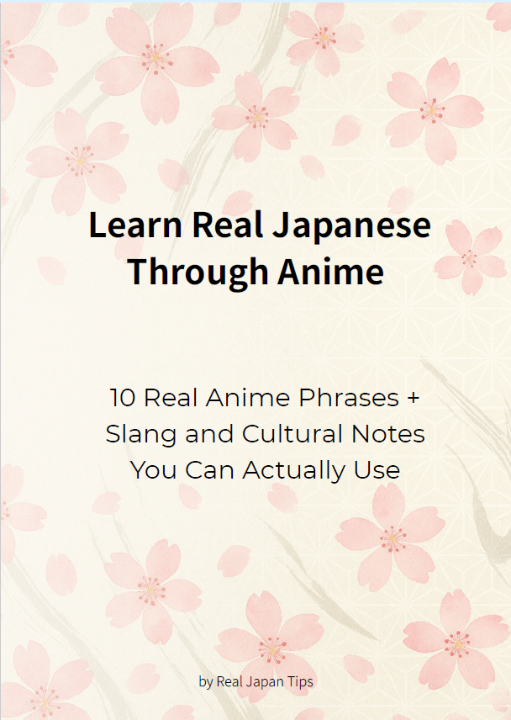 Learn Real Japanese
Through Anime
10 Real Anime Phrases +
Slang and Cultural Notes
You Can Actually Use
by Real Japan Tips